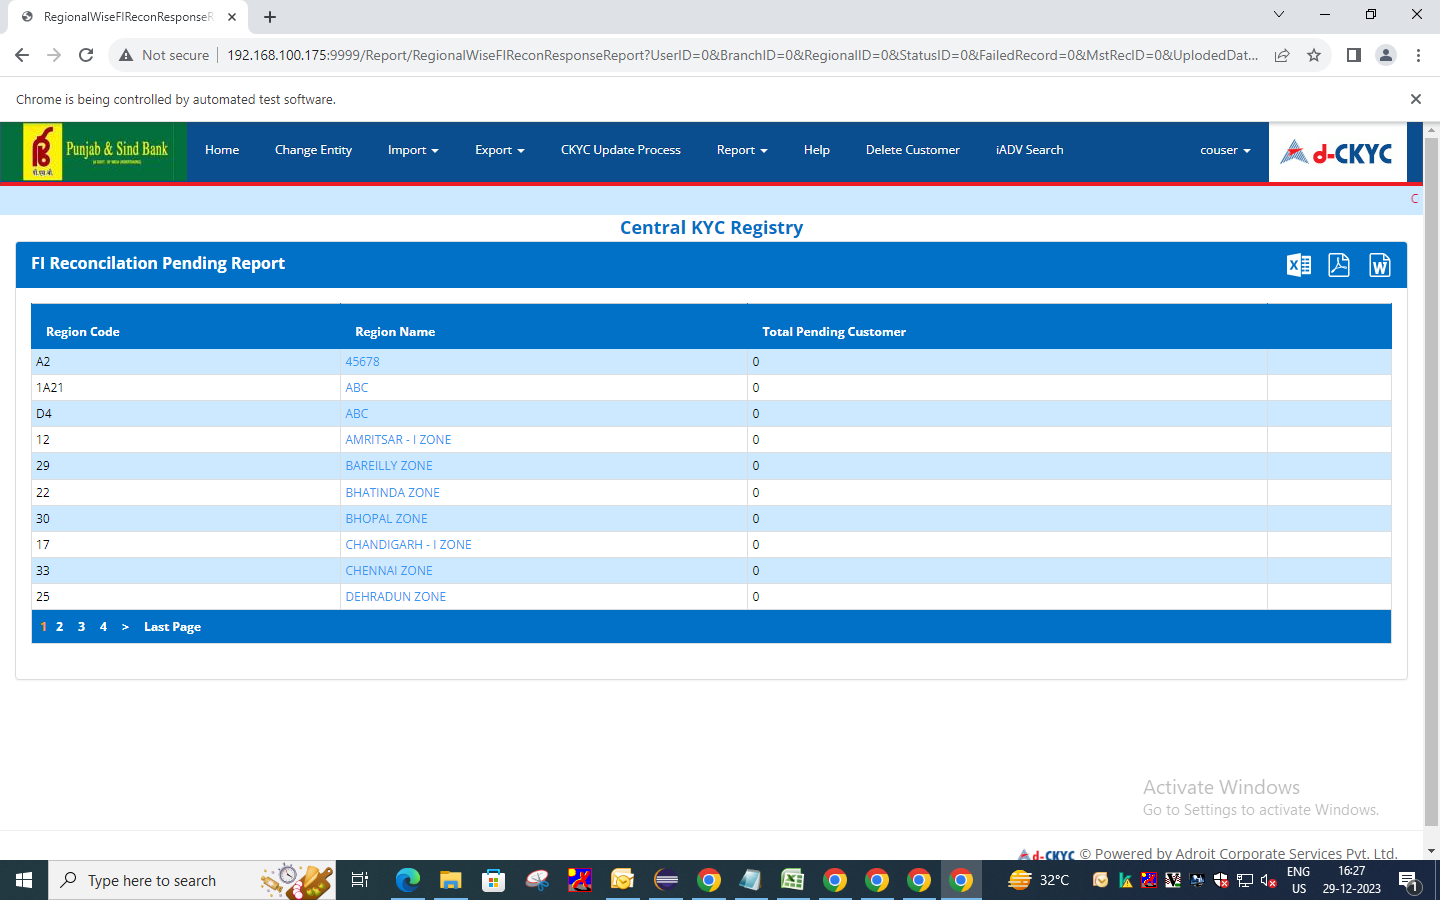 RegionalWiseFIReconResponseR
Not secure
192.168.100.175:9999/Report/RegionalWiseFIReconResponseReport?UserID=0&BranchID=0&RegionalID=0&StatusID=0&FailedRecord=0&MstRecID=0&UplodedDat...
Chrome is being controlled by automated test software.
Punjab & Sind Bank
Home Change Entity Import Export CKYC Update Process Report Help Delete Customer iADV Search couser
d-CKYC
C
Central KYC Registry
FI Reconcilation Pending Report
Region Code Region Name Total Pending Customer
A2 45678 0
1A21 ABC 0
D4 ABC 0
12 AMRITSAR - I ZONE 0
29 BAREILLY ZONE 0
22 BHATINDA ZONE 0
30 BHOPAL ZONE 0
17 CHANDIGARH - I ZONE 0
33 CHENNAI ZONE 0
25 DEHRADUN ZONE 0
1 2 3 4 > Last Page
Activate Windows
Go to Settings to activate Windows.
d-CKYC © Powered by Adroit Corporate Services Pvt. Ltd.
Type here to search
32°C
ENG
US
16:27
29-12-2023
1